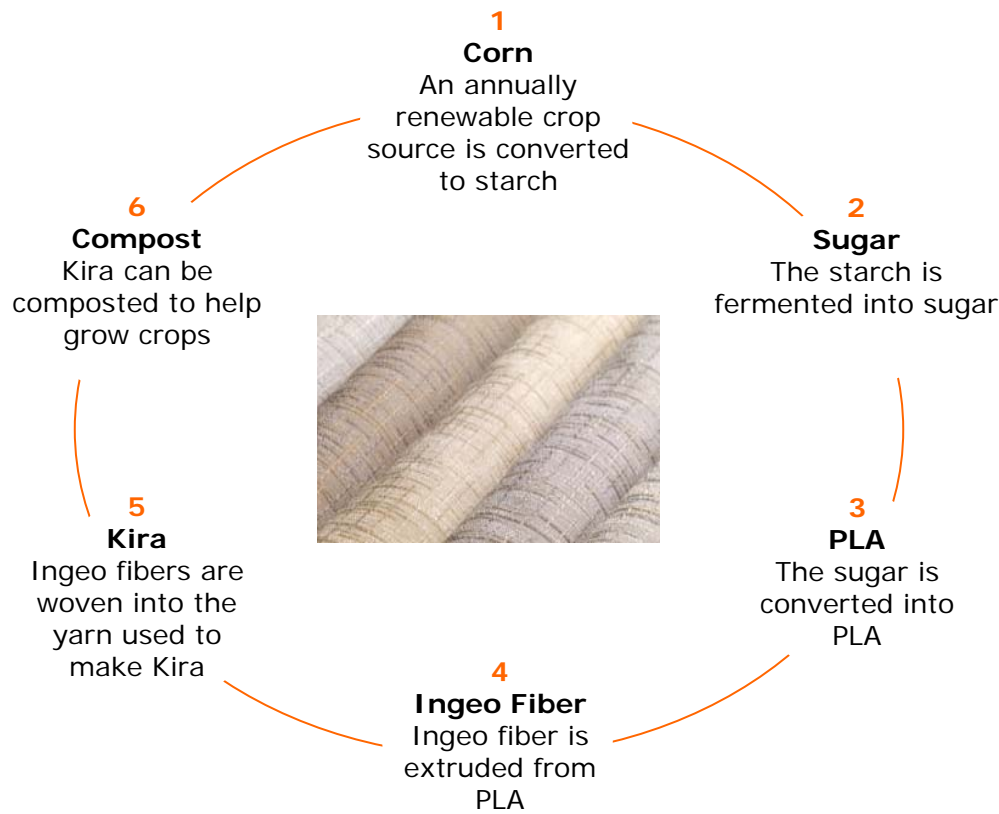 1
Corn
An annually
renewable crop
source is converted
to starch
2
Sugar
The starch is
fermented into sugar
3
PLA
The sugar is
converted into
PLA
4
Ingeo Fiber
Ingeo fiber is
extruded from
PLA
5
Kira
Ingeo fibers are
woven into the
yarn used to
make Kira
6
Compost
Kira can be
composted to help
grow crops